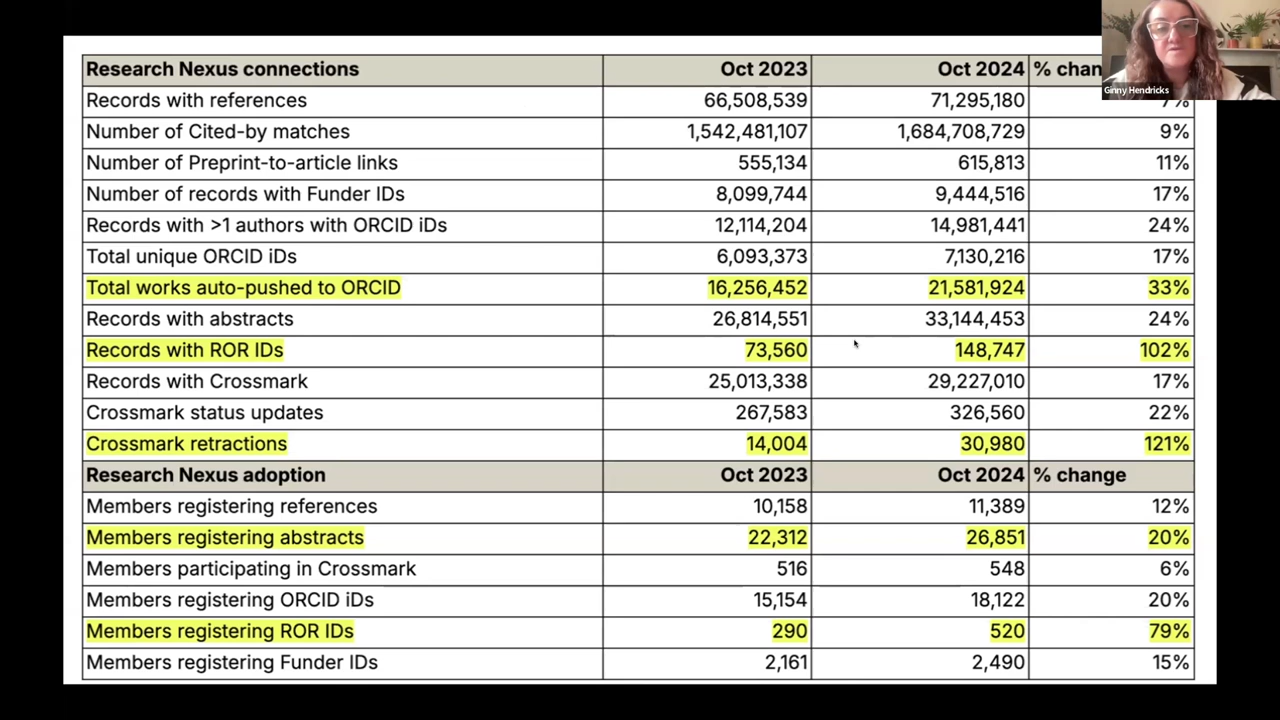 Research Nexus connections Oct 2023 Oct 2024 % chan
Ginny Hendricks
Records with references 66,508,539 71,295,180 7%
Number of Cited-by matches 1,542,481,107 1,684,708,729 9%
Number of Preprint-to-article links 555,134 615,813 11%
Number of records with Funder IDs 8,099,744 9,444,516 17%
Records with >1 authors with ORCID iDs 12,114,204 14,981,441 24%
Total unique ORCID iDs 6,093,373 7,130,216 17%
Total works auto-pushed to ORCID 16,256,452 21,581,924 33%
Records with abstracts 26,814,551 33,144,453 24%
Records with ROR IDs 73,560 148,747 102%
Records with Crossmark 25,013,338 29,227,010 17%
Crossmark status updates 267,583 326,560 22%
Crossmark retractions 14,004 30,980 121%
Research Nexus adoption Oct 2023 Oct 2024 % change
Members registering references 10,158 11,389 12%
Members registering abstracts 22,312 26,851 20%
Members participating in Crossmark 516 548 6%
Members registering ORCID iDs 15,154 18,122 20%
Members registering ROR IDs 290 520 79%
Members registering Funder IDs 2,161 2,490 15%